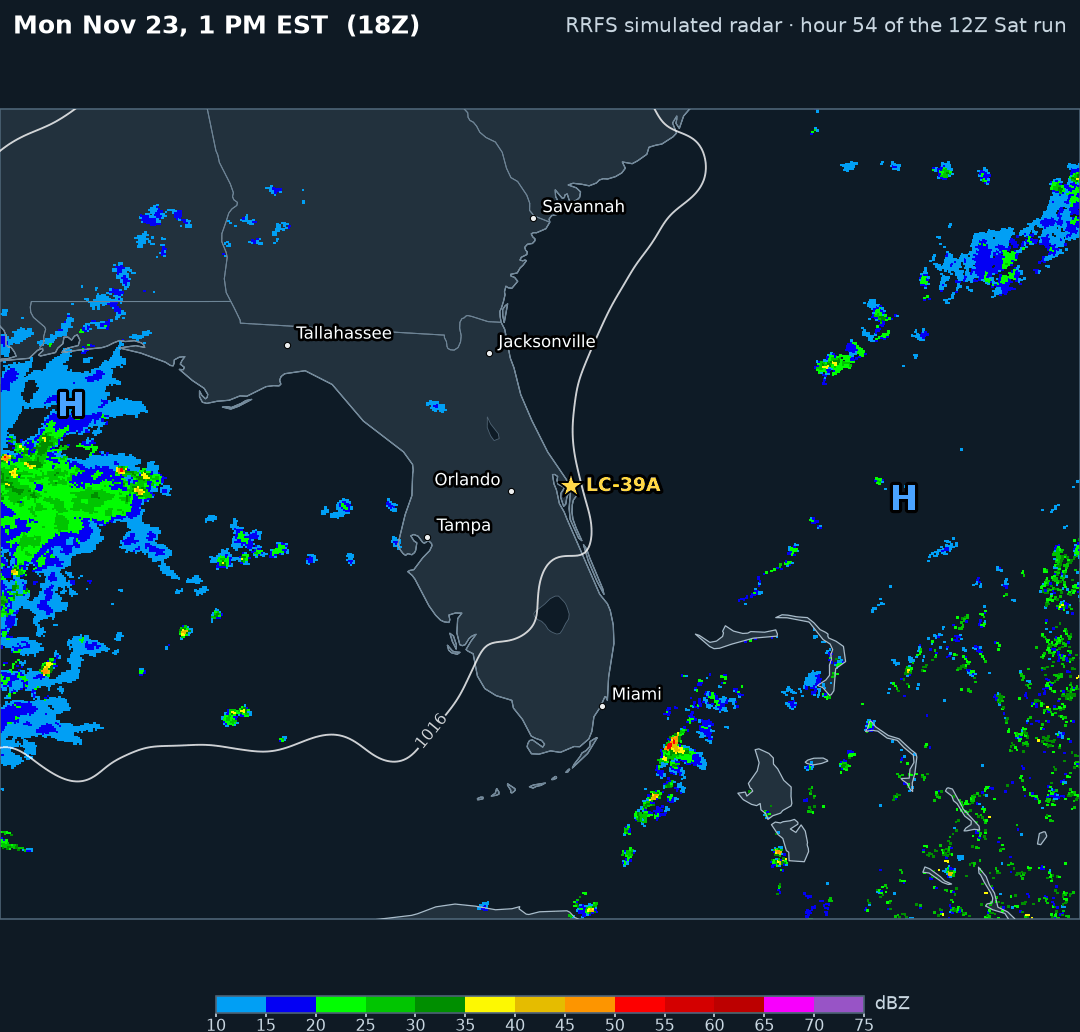 Mon Nov 23, 1 PM EST (18Z)
RRFS simulated radar · hour 54 of the 12Z Sat run
Savannah
Tallahassee
Jacksonville
H
Orlando
LC-39A
H
Tampa
Miami
1016
dBZ
10 15 20 25 30 35 40 45 50 55 60 65 70 75